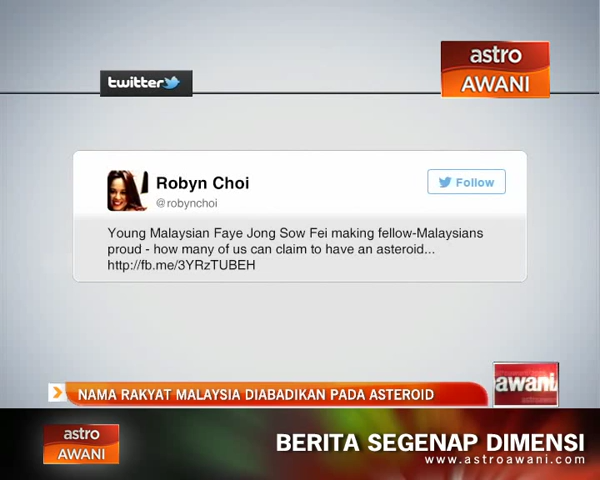 twitter
astro
AWANI
Robyn Choi
Follow
@robynchoi
Young Malaysian Faye Jong Sow Fei making fellow-Malaysians
proud - how many of us can claim to have an asteroid...
http://fb.me/3YRzTUBEH
NAMA RAKYAT MALAYSIA DIABADIKAN PADA ASTEROID
awani
astro
AWANI
BERITA SEGENAP DIMENSI
www.astroawani.com